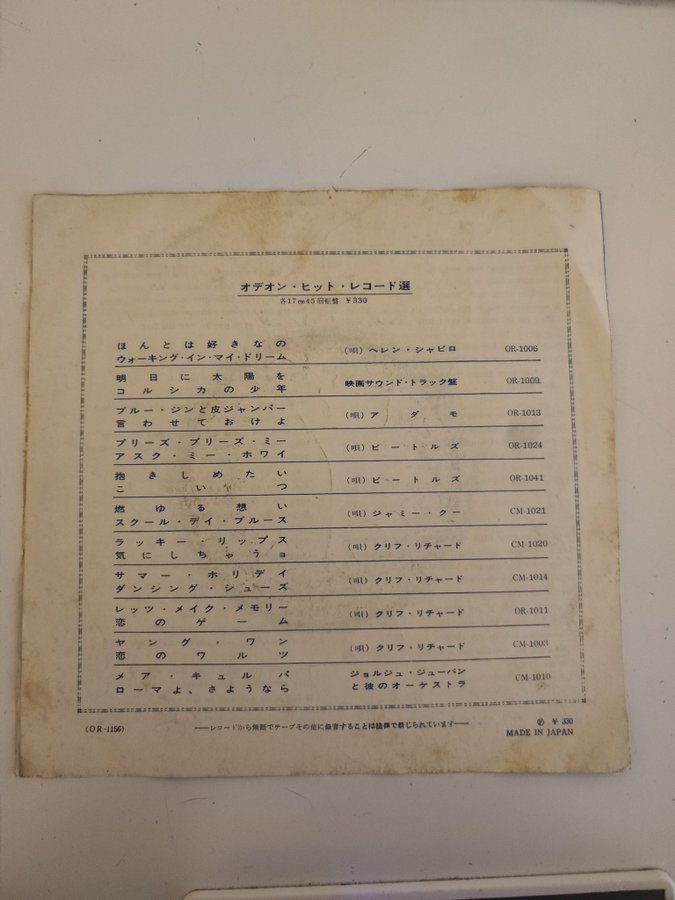 オデオン・ヒット・レコード選
各17㎝45回転盤 ¥330
ほんとは好きなの
ウォーキング・イン・マイ・ドリーム
(唄) ヘレン・シャピロ
OR-1006
明日に太陽を
コルシカの少年
映画サウンド・トラック盤
OR-1009
ブルー・ジンと皮ジャンパー
言わせておけよ
(唄) アダモ
OR-1013
プリーズ・プリーズ・ミー
アスク・ミー・ホワイ
(唄) ビートルズ
OR-1024
抱きしめたい
こいつ
(唄) ビートルズ
OR-1041
燃ゆる想い
スクール・デイ・ブルース
(唄) ジャミー・クー
CM-1021
ラッキー・リップス
気にしちゃうョ
(唄) クリフ・リチャード
CM-1020
サマー・ホリデイ
ダンシング・シューズ
(唄) クリフ・リチャード
CM-1014
レッツ・メイク・メモリー
恋のゲーム
(唄) クリフ・リチャード
OR-1011
ヤング・ワン
恋のワルツ
(唄) クリフ・リチャード
CM-1003
メア・キュルパ
ローマよ、さようなら
ジョルジュ・ジューバン
と彼のオーケストラ
CM-1010
(OR-1156)
──レコードから無断でテープその他に録音することは法律で禁じられています──
Ⓟ ¥ 330
MADE IN JAPAN